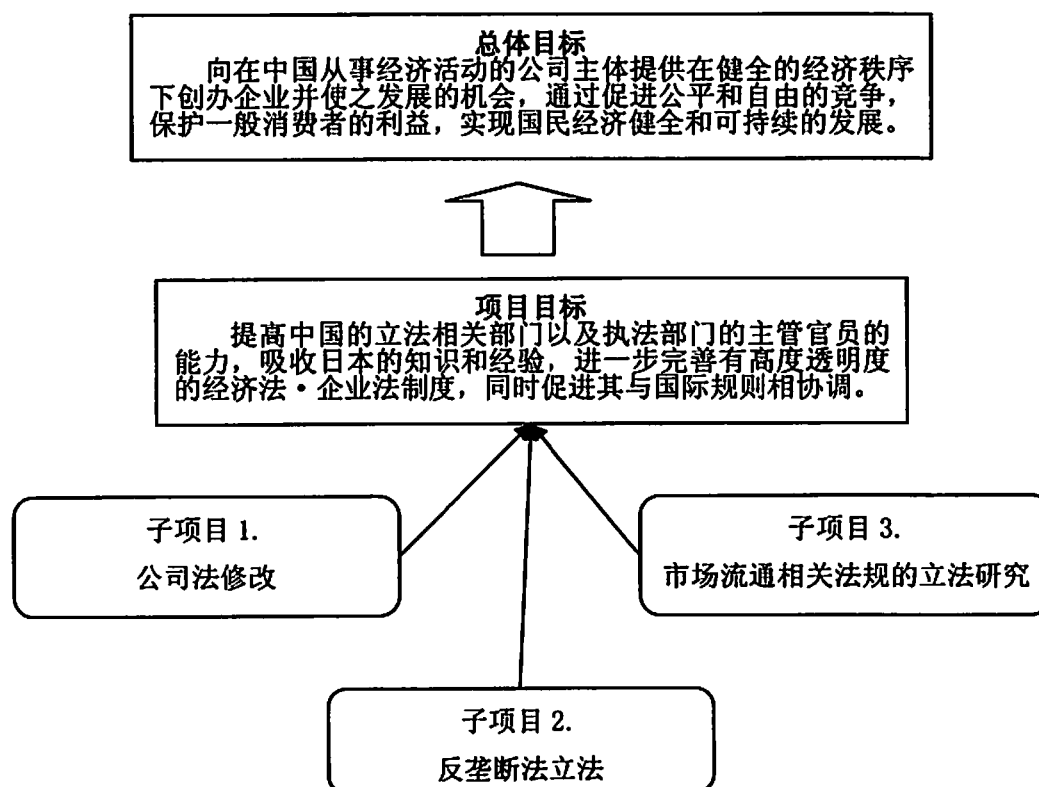 总体目标
向在中国从事经济活动的公司主体提供在健全的经济秩序
下创办企业并使之发展的机会，通过促进公平和自由的竞争，
保护一般消费者的利益，实现国民经济健全和可持续的发展。
项目目标
提高中国的立法相关部门以及执法部门的主管官员的
能力，吸收日本的知识和经验，进一步完善有高度透明度
的经济法·企业法制度，同时促进其与国际规则相协调。
子项目 1.
公司法修改
子项目 3.
市场流通相关法规的立法研究
子项目 2.
反垄断法立法